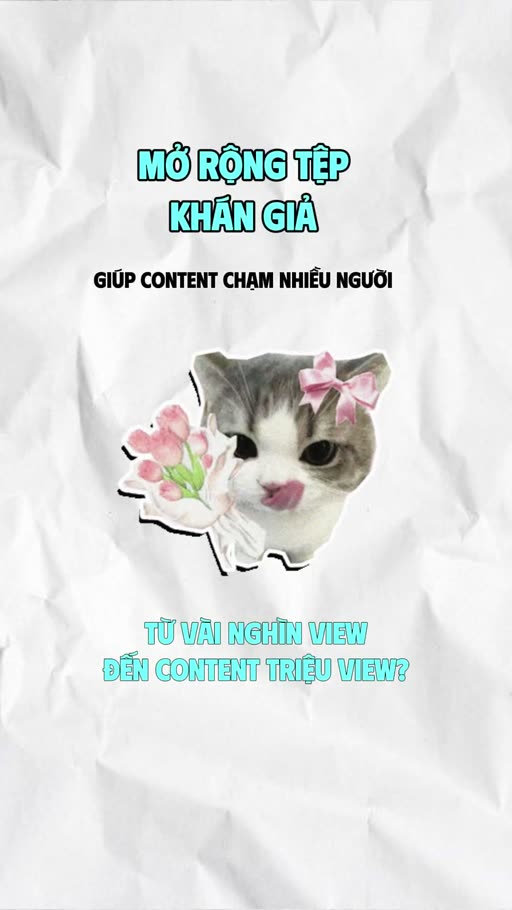 MỞ RỘNG TỆP
KHÁN GIẢ
GIÚP CONTENT CHẠM NHIỀU NGƯỜI
TỪ VÀI NGHÌN VIEW
ĐẾN CONTENT TRIỆU VIEW?